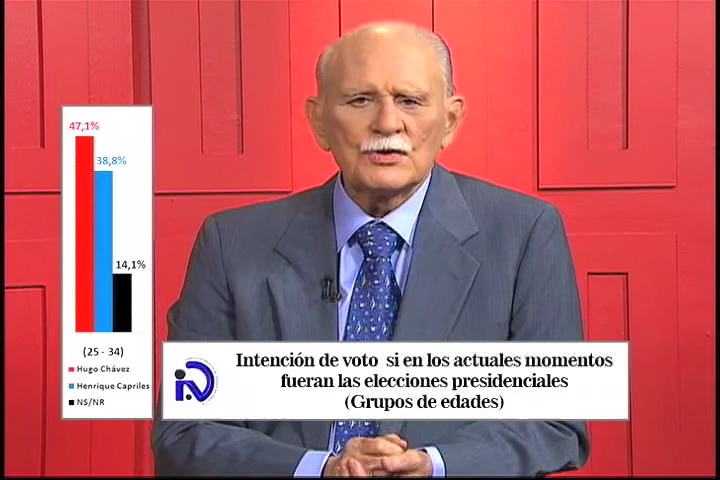 47,1%
38,8%
14,1%
(25 - 34)
Hugo Chávez
Henrique Capriles
NS/NR
Intención de voto si en los actuales momentos
fueran las elecciones presidenciales
(Grupos de edades)